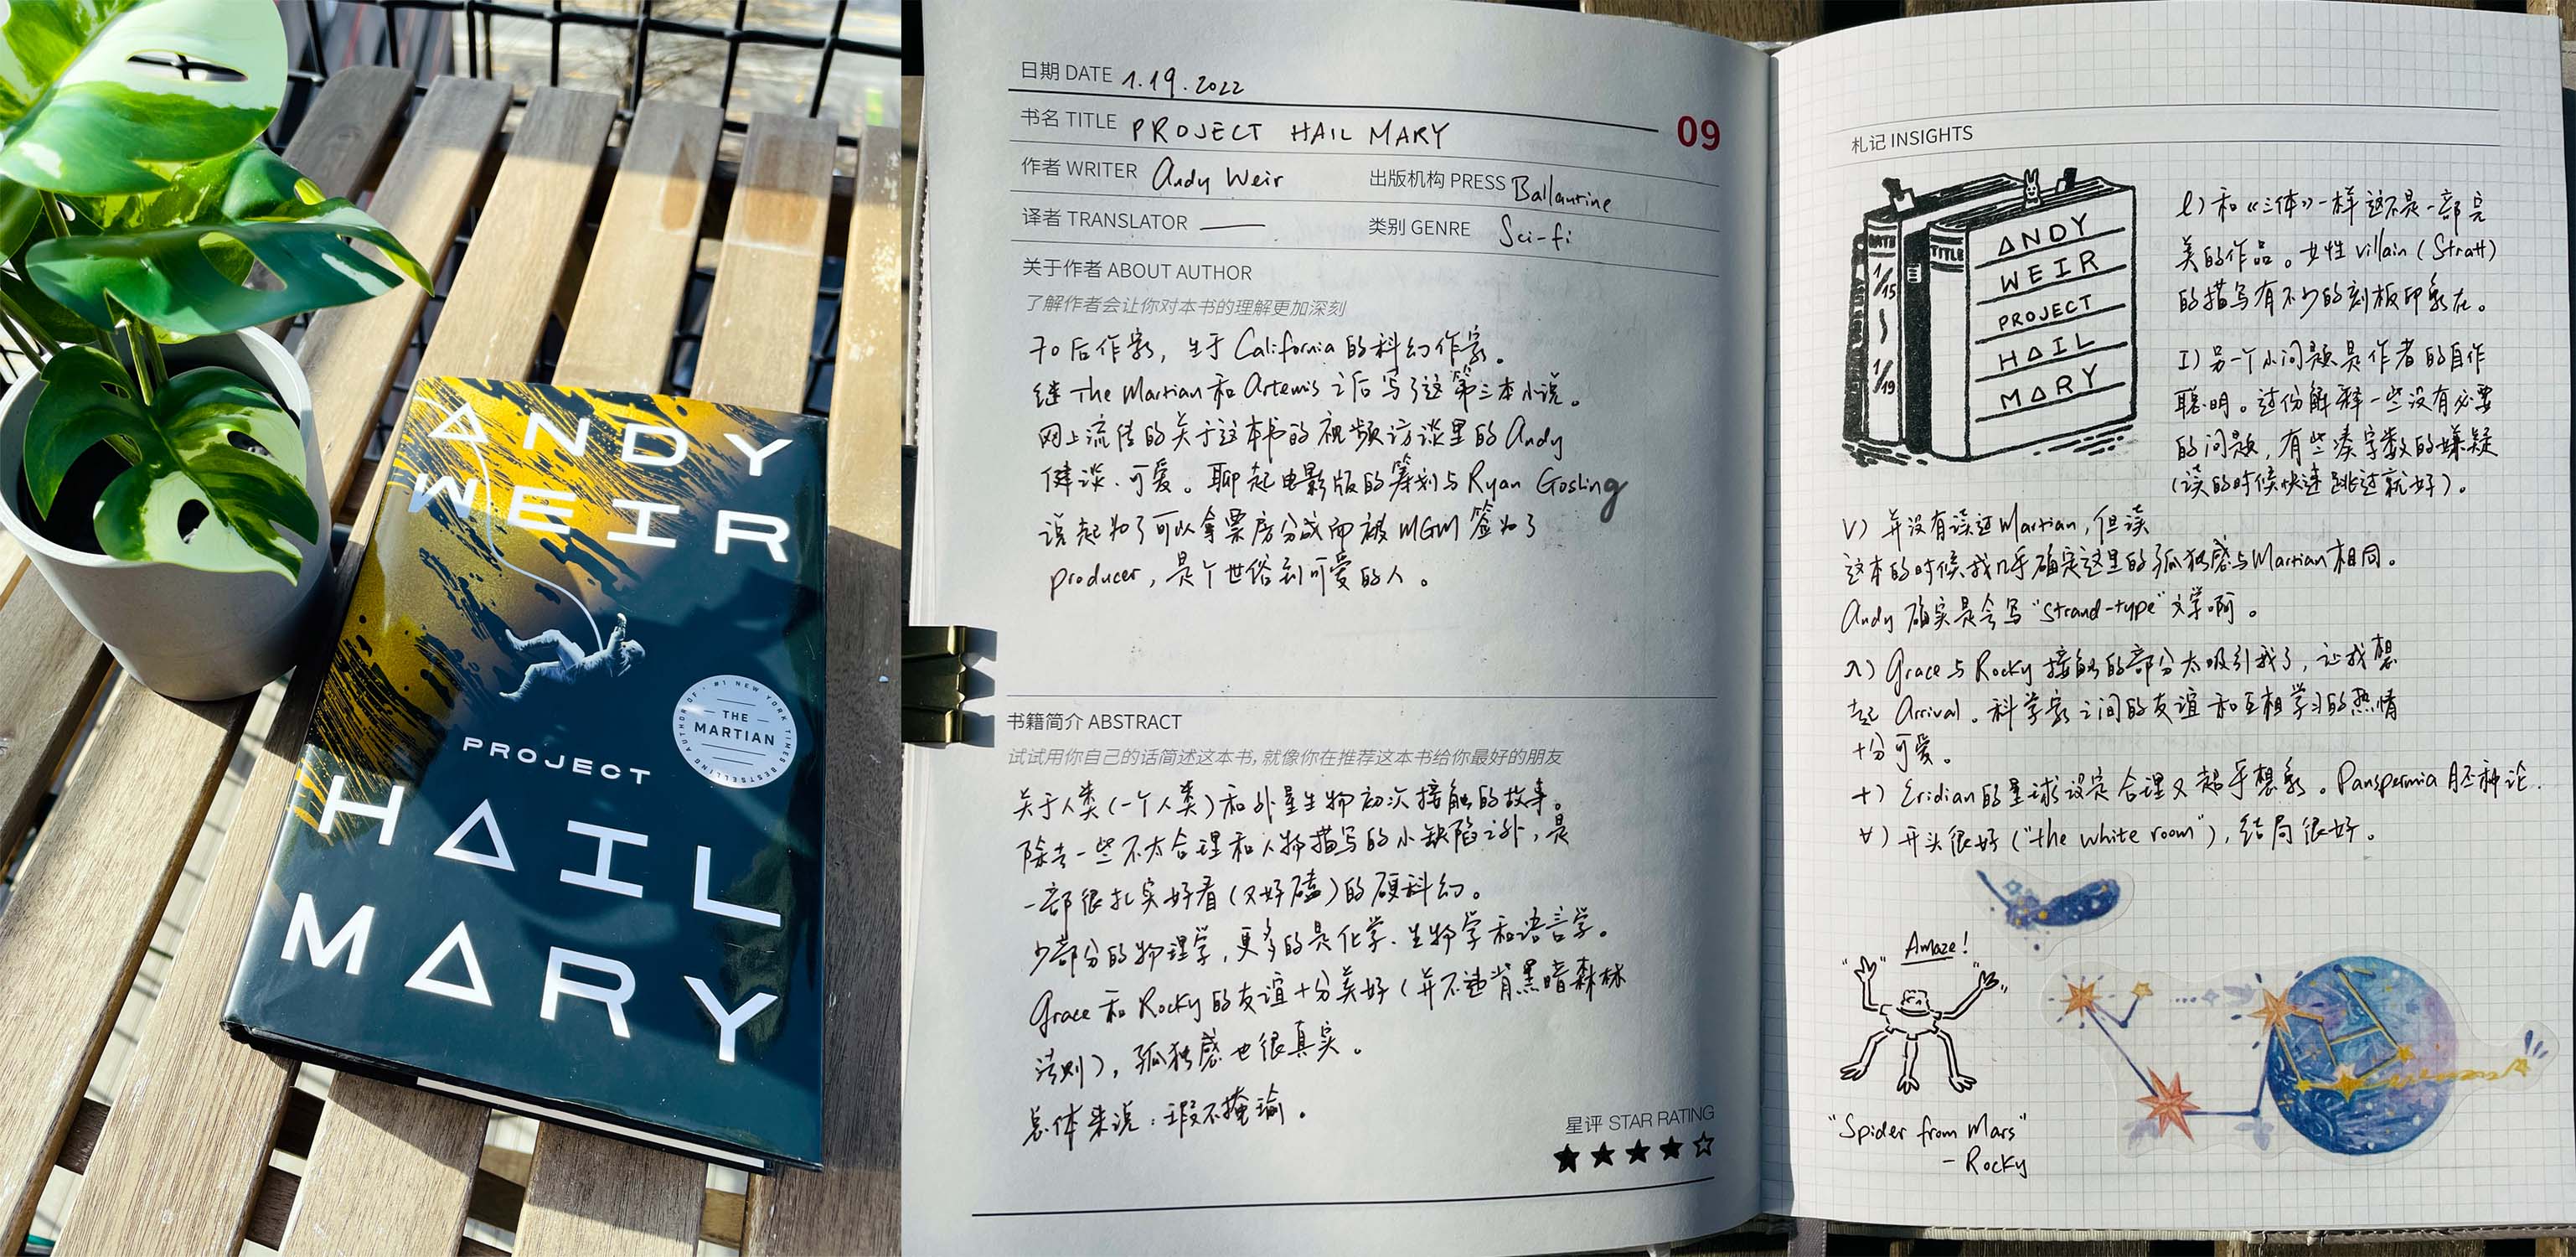 ANDY
WEIR
AUTHOR OF · #1 NEW YORK TIMES BESTSELLING
THE
MARTIAN
PROJECT
HAIL
MARY
日期 DATE 1.19.2022
书名 TITLE PROJECT HAIL MARY
09
作者 WRITER Andy Weir 出版机构 PRESS Ballantine
译者 TRANSLATOR —— 类别 GENRE Sci-fi
关于作者 ABOUT AUTHOR
了解作者会让你对本书的理解更加深刻
70后作家，生于California的科幻作家。
继The Martian和Artemis之后写了这第三本小说。
网上流传的关于这本书的视频访谈里的Andy
健谈、可爱。聊起电影版的筹划与Ryan Gosling
说起为了可以拿票房分成而被MGM签为了
producer，是个世俗到可爱的人。
书籍简介 ABSTRACT
试试用你自己的话简述这本书，就像你在推荐这本书给你最好的朋友
关于人类(一个人类)和外星生物初次接触的故事。
除去一些不太合理和人物描写的小缺陷之外，是
一部很扎实好看(又好磕)的硬科幻。
少部分的物理学，更多的是化学、生物学和语言学。
Grace和Rocky的友谊十分美好(并不违背黑暗森林
法则)，孤独感也很真实。
总体来说：瑕不掩瑜。
星评 STAR RATING
★★★★☆
札记 INSIGHTS
DATE
1/15
1/19
TITLE
ANDY
WEIR
PROJECT
HAIL
MARY
ℓ) 和《三体》一样这不是一部完
美的作品。女性villain(Stratt)
的描写有不少的刻板印象在。
I) 另一个小问题是作者的自作
聪明。过份解释一些没有必要
的问题，有些凑字数的嫌疑
(读的时候快速跳过就好)。
V) 并没有读过Martian，但读
这本的时候我几乎确定这里的孤独感与Martian相同。
Andy确实是会写"Strand-type"文学啊。
λ) Grace与Rocky接触的部分太吸引我了，让我想
起Arrival。科学家之间的友谊和互相学习的热情
十分可爱。
+) Eridian的星球设定合理又超乎想象。Panspermia胚种论.
∀) 开头很好("the white room")，结局很好。
Amaze!
"Spider from Mars"
- Rocky